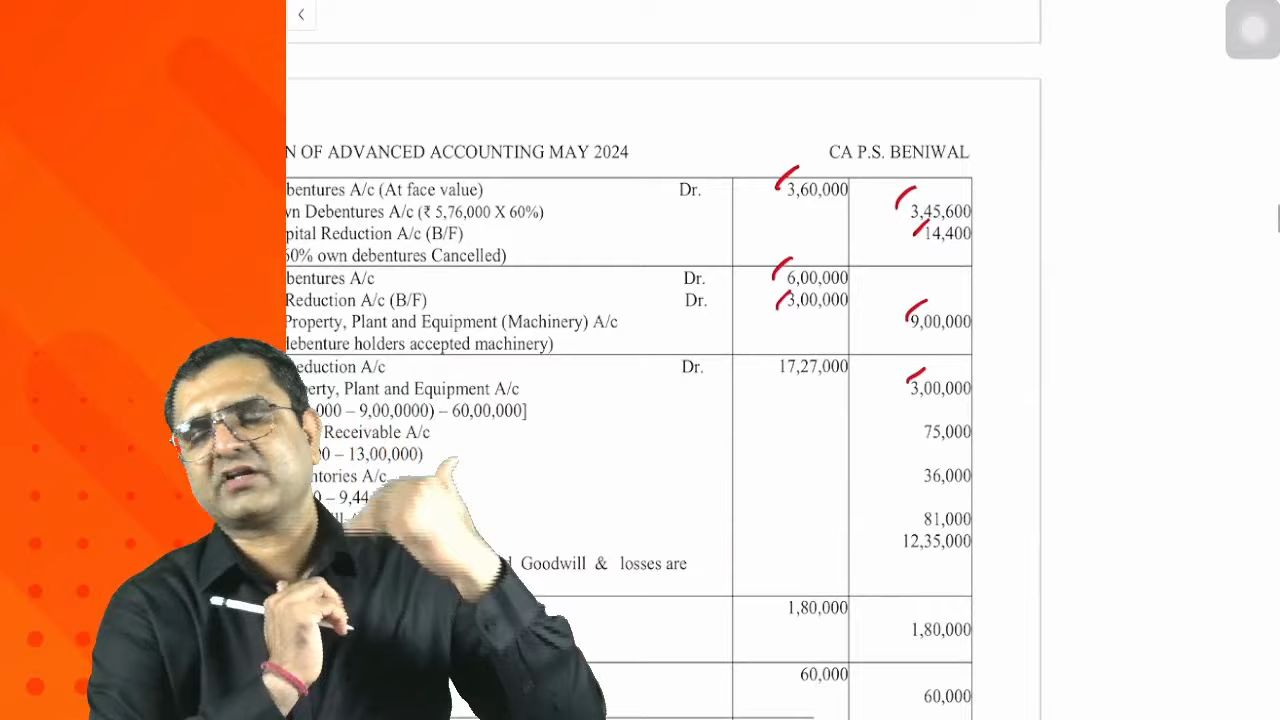 N OF ADVANCED ACCOUNTING MAY 2024 CA P.S. BENIWAL
bentures A/c (At face value) Dr. 3,60,000
wn Debentures A/c (₹ 5,76,000 X 60%) 3,45,600
pital Reduction A/c (B/F) 14,400
60% own debentures Cancelled)
bentures A/c Dr. 6,00,000
Reduction A/c (B/F) Dr. 3,00,000
Property, Plant and Equipment (Machinery) A/c 9,00,000
debenture holders accepted machinery)
eduction A/c Dr. 17,27,000
perty, Plant and Equipment A/c 3,00,000
000 – 9,00,0000) – 60,00,000]
Receivable A/c 75,000
00 – 13,00,000)
ntories A/c 36,000
0 – 9,44
81,000
12,35,000
Goodwill & losses are
1,80,000
1,80,000
60,000
60,000